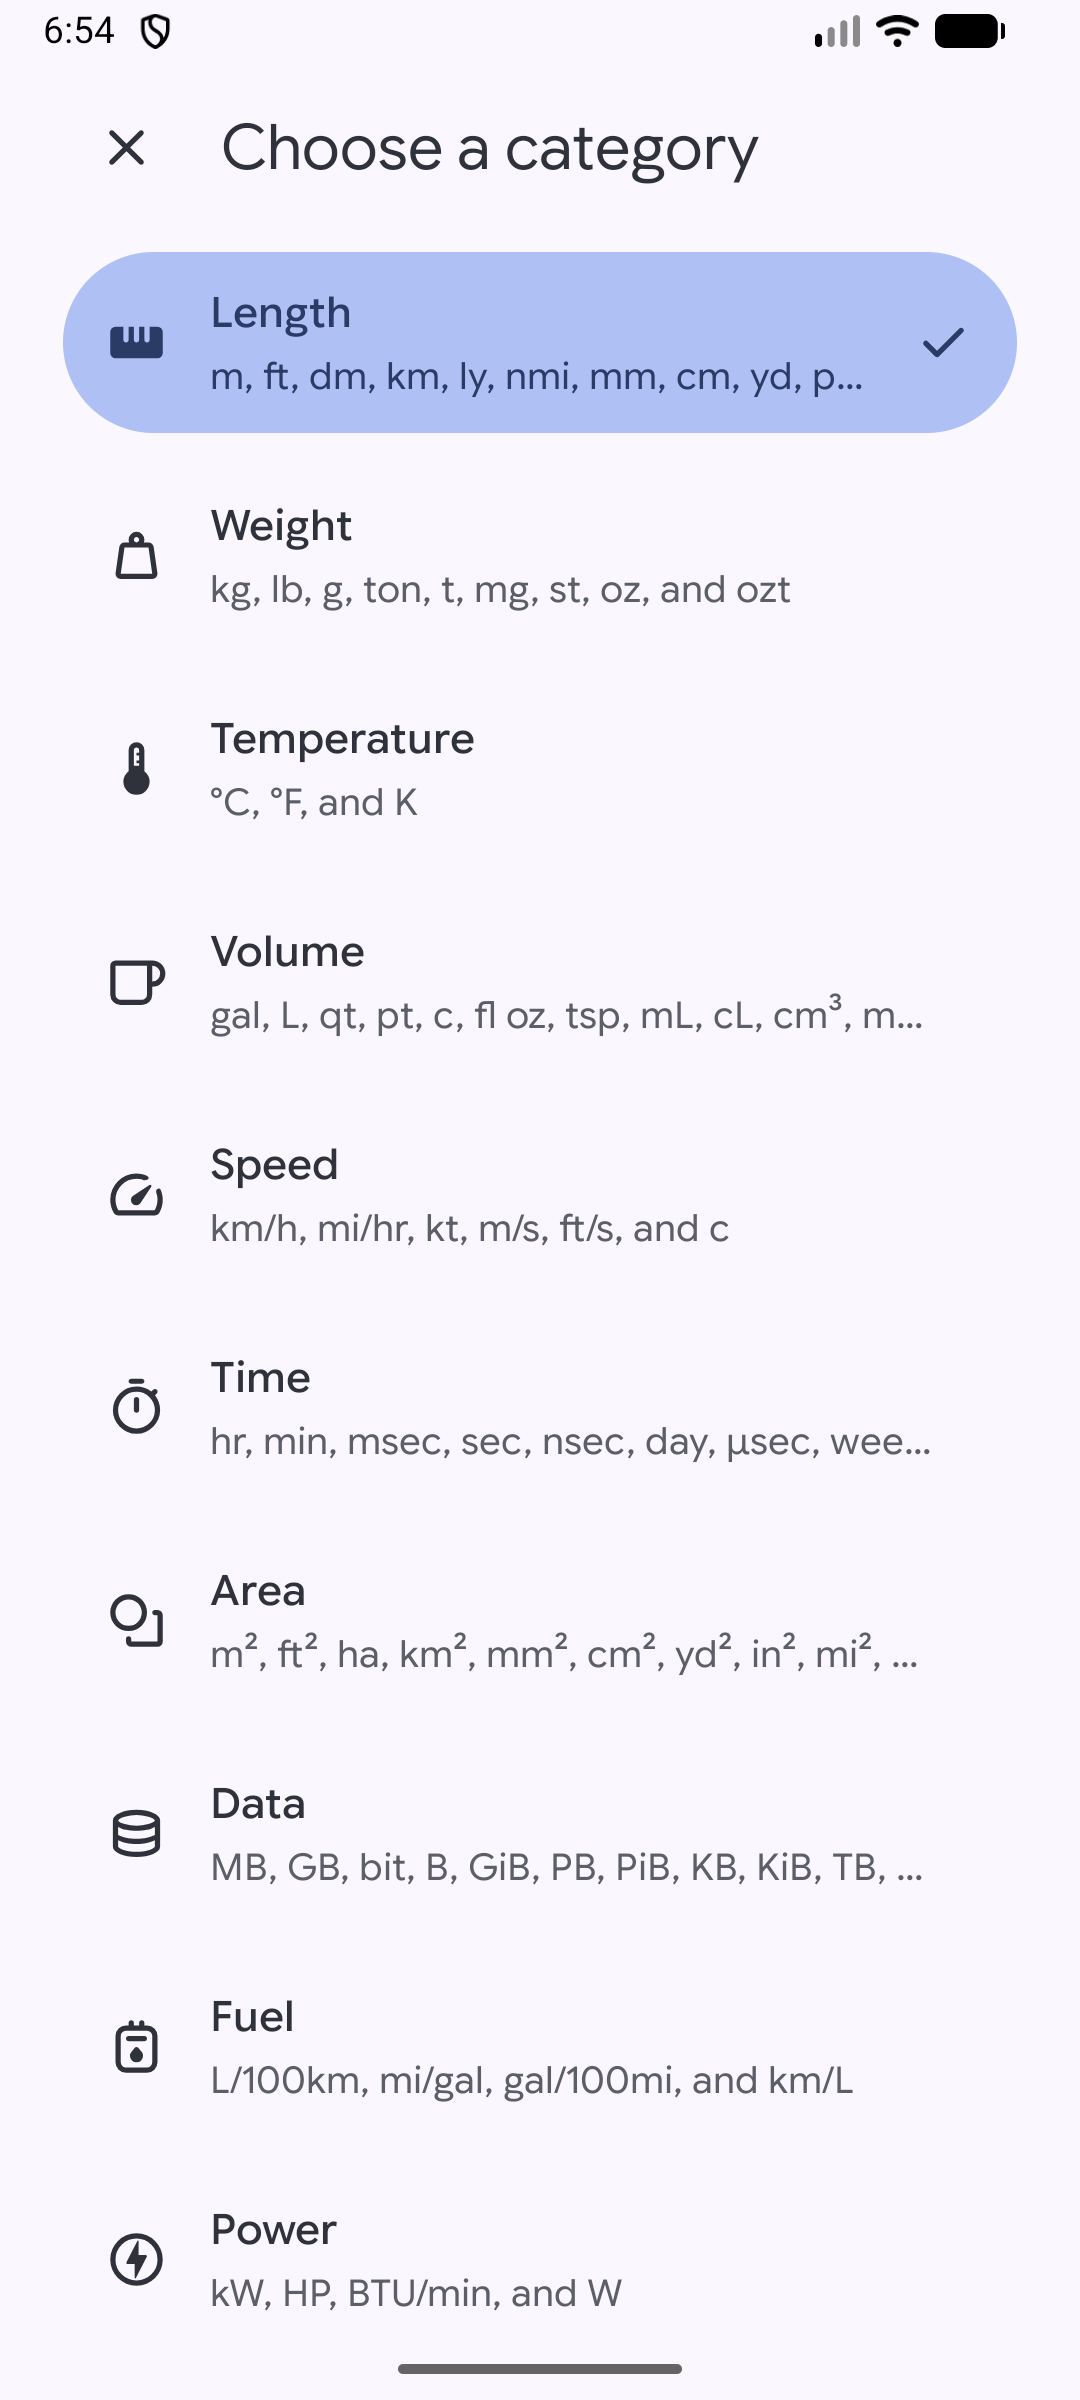 6:54
Choose a category
Length
m, ft, dm, km, ly, nmi, mm, cm, yd, p...
Weight
kg, lb, g, ton, t, mg, st, oz, and ozt
Temperature
°C, °F, and K
Volume
gal, L, qt, pt, c, fl oz, tsp, mL, cL, cm³, m...
Speed
km/h, mi/hr, kt, m/s, ft/s, and c
Time
hr, min, msec, sec, nsec, day, µsec, wee...
Area
m², ft², ha, km², mm², cm², yd², in², mi², ...
Data
MB, GB, bit, B, GiB, PB, PiB, KB, KiB, TB, ...
Fuel
L/100km, mi/gal, gal/100mi, and km/L
Power
kW, HP, BTU/min, and W